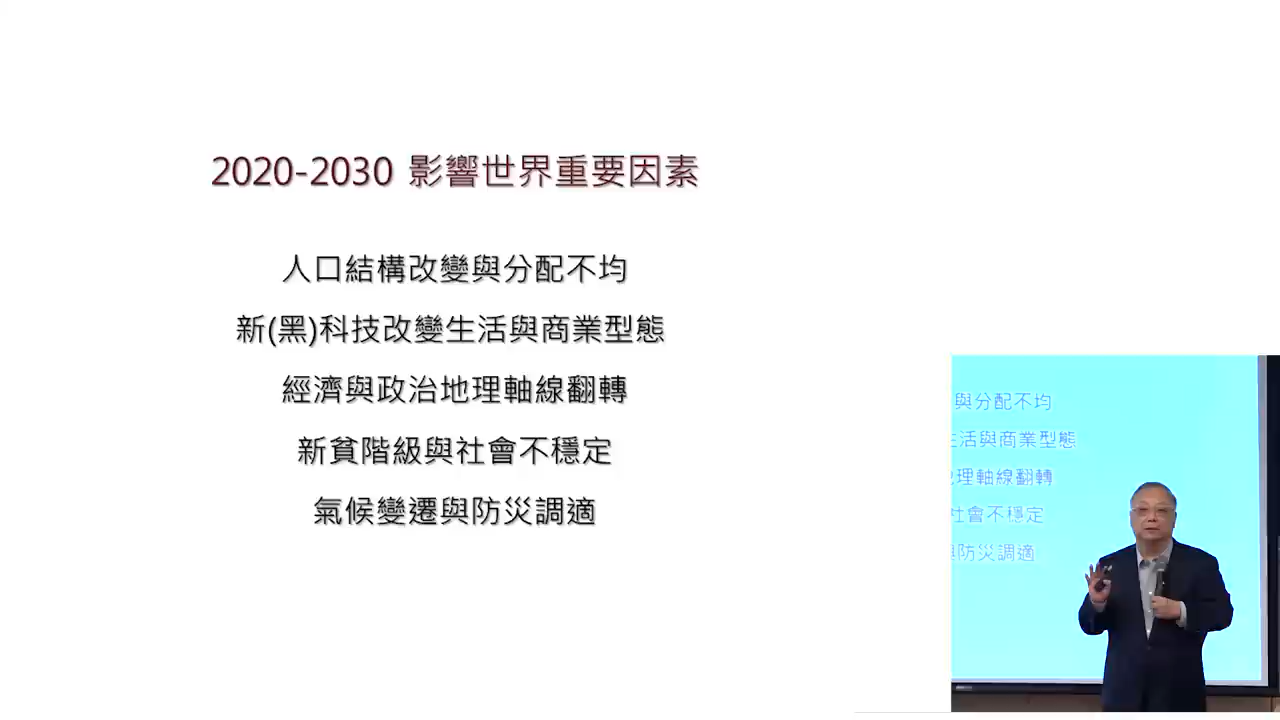 2020-2030 影響世界重要因素
人口結構改變與分配不均
新(黑)科技改變生活與商業型態
經濟與政治地理軸線翻轉
新貧階級與社會不穩定
氣候變遷與防災調適
與分配不均
生活與商業型態
理軸線翻轉
社會不穩定
與防災調適